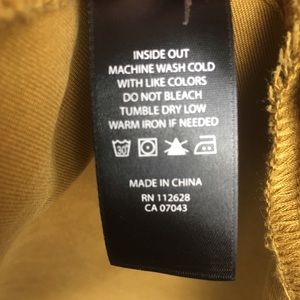 INSIDE OUT
MACHINE WASH COLD
WITH LIKE COLORS
DO NOT BLEACH
TUMBLE DRY LOW
WARM IRON IF NEEDED
30
MADE IN CHINA
RN 112628
CA 07043